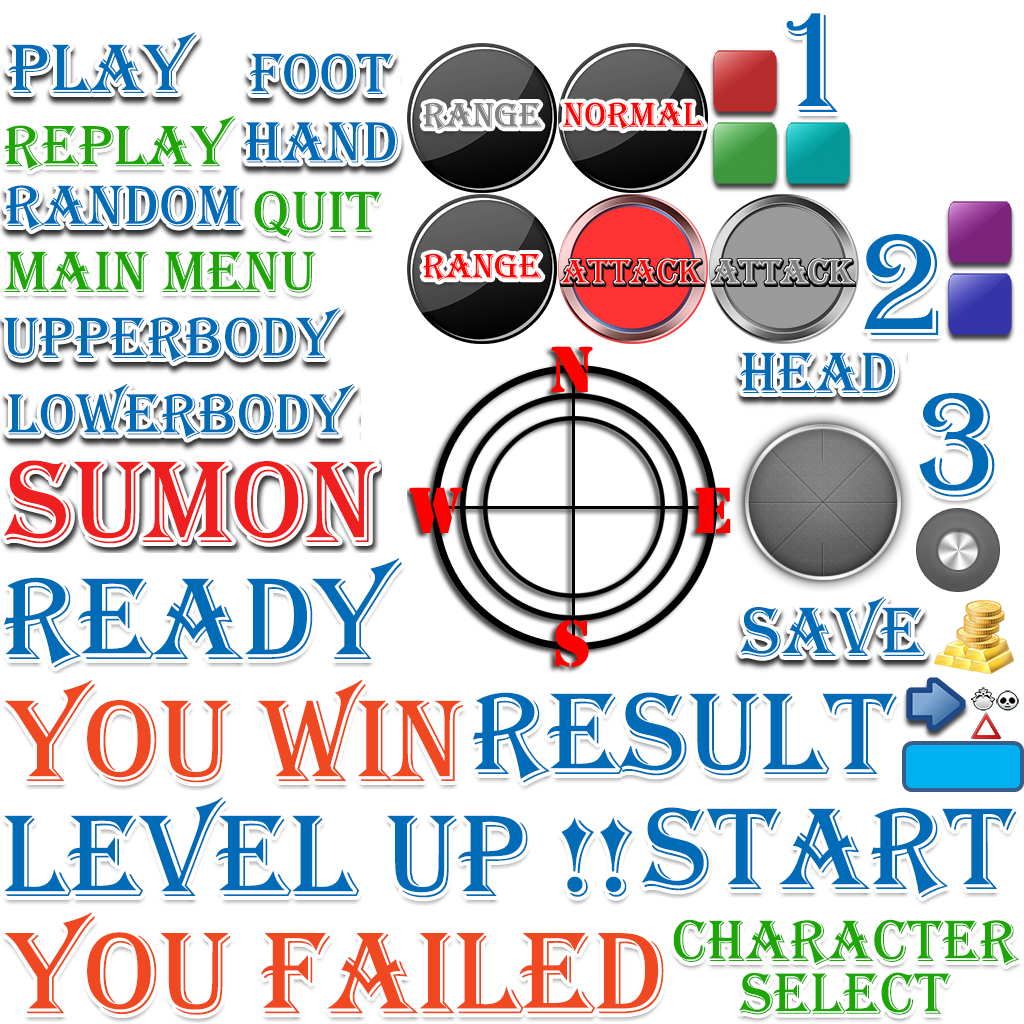 PLAY
FOOT
RANGE
NORMAL
1
REPLAY
HAND
RANDOM
QUIT
RANGE
ATTACK
ATTACK
2
MAIN MENU
UPPERBODY
N
HEAD
LOWERBODY
3
SUMON
W
E
READY
S
SAVE
YOU WIN
RESULT
LEVEL UP !!
START
YOU FAILED
CHARACTER
SELECT